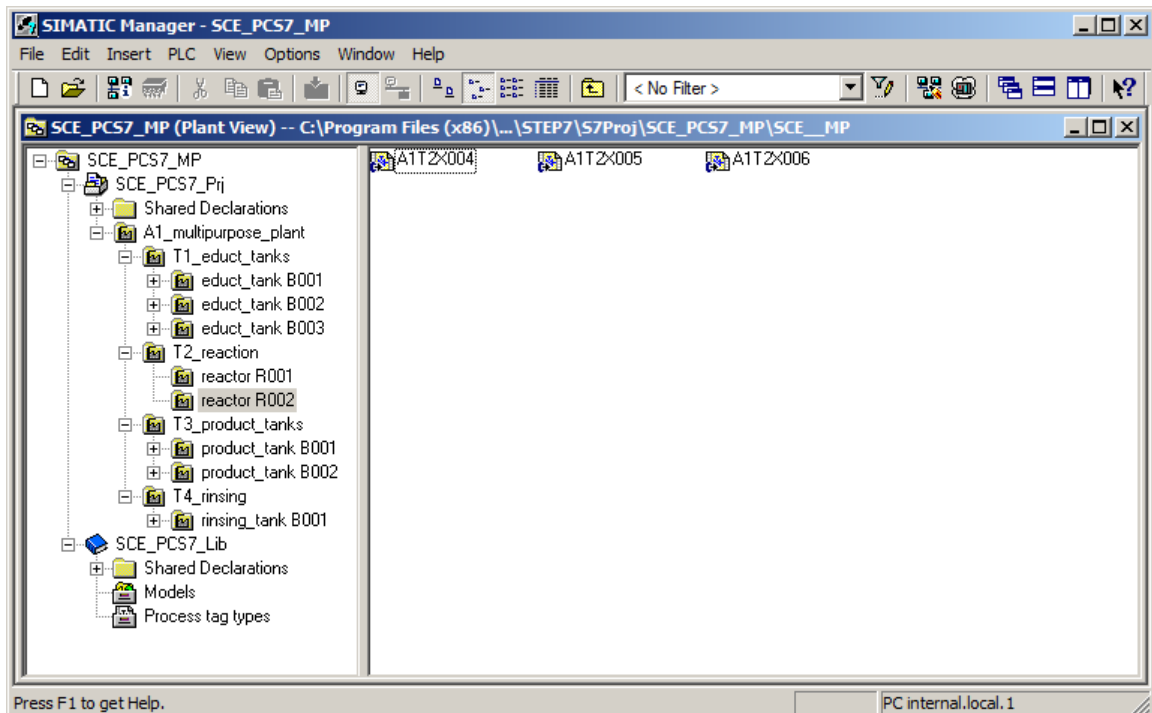 SIMATIC Manager - SCE_PCS7_MP
File Edit Insert PLC View Options Window Help
< No Filter >
SCE_PCS7_MP (Plant View) -- C:\Program Files (x86)\...\STEP7\S7Proj\SCE_PCS7_MP\SCE__MP
SCE_PCS7_MP
SCE_PCS7_Prj
Shared Declarations
A1_multipurpose_plant
T1_educt_tanks
educt_tank B001
educt_tank B002
educt_tank B003
T2_reaction
reactor R001
reactor R002
T3_product_tanks
product_tank B001
product_tank B002
T4_rinsing
rinsing_tank B001
SCE_PCS7_Lib
Shared Declarations
Models
Process tag types
A1T2X004 A1T2X005 A1T2X006
Press F1 to get Help. PC internal.local.1